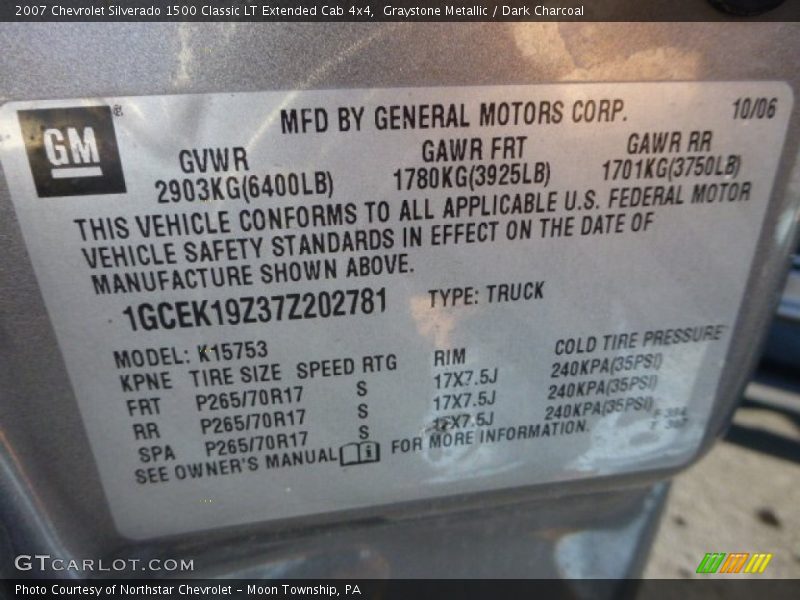 2007 Chevrolet Silverado 1500 Classic LT Extended Cab 4x4,  Graystone Metallic / Dark Charcoal
GM®
MFD BY GENERAL MOTORS CORP.
10/06
GVWR GAWR FRT GAWR RR
2903KG(6400LB) 1780KG(3925LB) 1701KG(3750LB)
THIS VEHICLE CONFORMS TO ALL APPLICABLE U.S. FEDERAL MOTOR
VEHICLE SAFETY STANDARDS IN EFFECT ON THE DATE OF
MANUFACTURE SHOWN ABOVE.
1GCEK19Z37Z202781 TYPE: TRUCK
MODEL: K15753
KPNE TIRE SIZE SPEED RTG RIM COLD TIRE PRESSURE
FRT P265/70R17 S 17X7.5J 240KPA(35PSI)
RR P265/70R17 S 17X7.5J 240KPA(35PSI)
SPA P265/70R17 S 17X7.5J 240KPA(35PSI)
SEE OWNER'S MANUAL i FOR MORE INFORMATION.
GTCARLOT.COM
Photo Courtesy of Northstar Chevrolet - Moon Township, PA